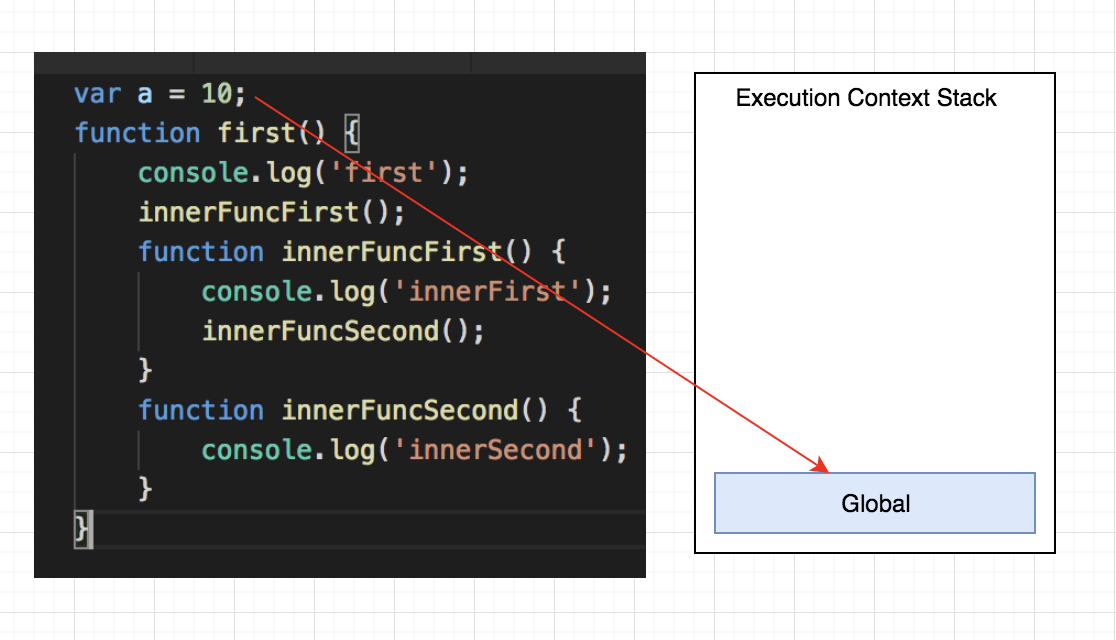 var a = 10;
function first() {
    console.log('first');
    innerFuncFirst();
    function innerFuncFirst() {
        console.log('innerFirst');
        innerFuncSecond();
    }
    function innerFuncSecond() {
        console.log('innerSecond');
    }
}
Execution Context Stack
Global